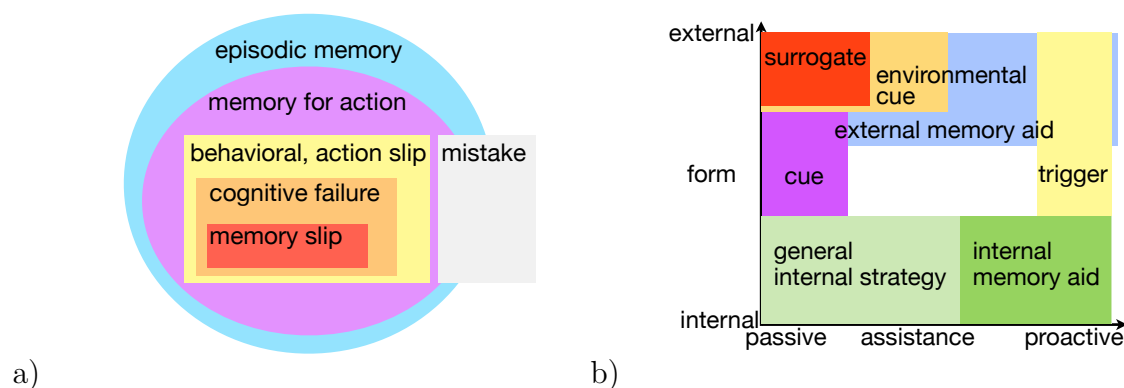 episodic memory
memory for action
behavioral, action slip
mistake
cognitive failure
memory slip
a)
external
surrogate
environmental
cue
external memory aid
form
cue
trigger
general
internal strategy
internal
memory aid
internal
passive
assistance
proactive
b)